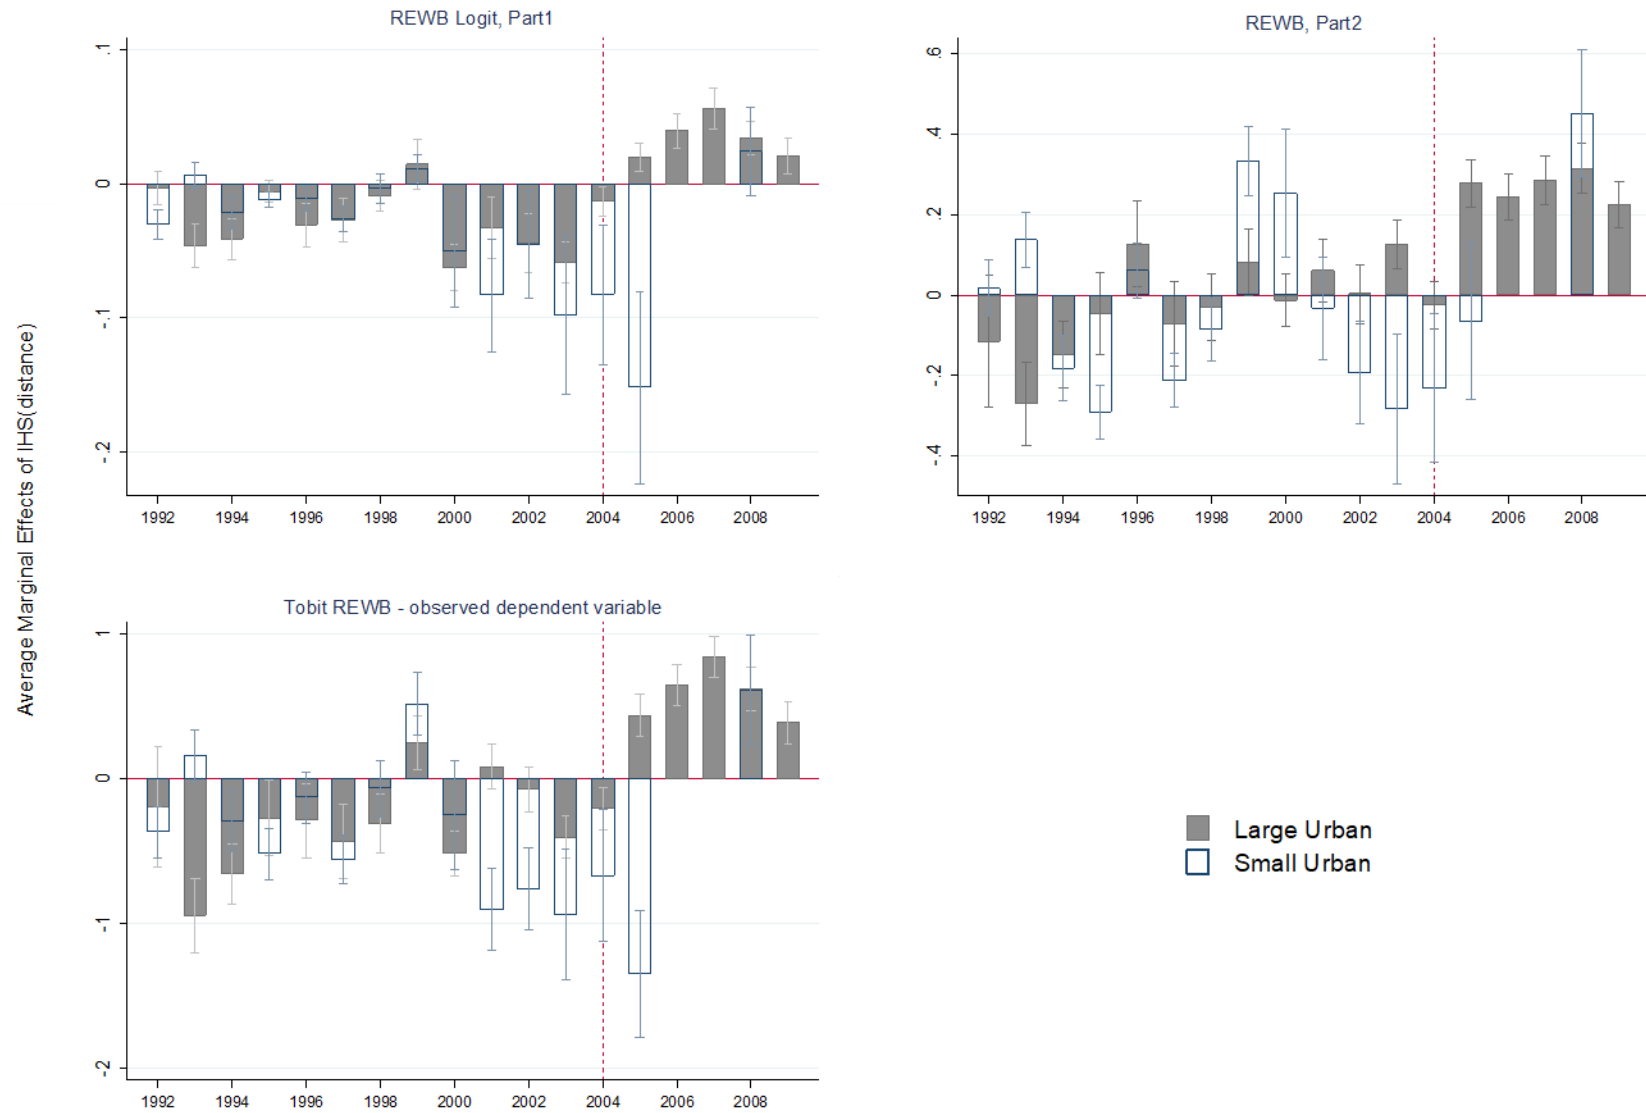 REWB Logit, Part1
REWB, Part2
.1
0
-.1
-.2
1992 1994 1996 1998 2000 2002 2004 2006 2008
.6
.4
.2
0
-.2
-.4
1992 1994 1996 1998 2000 2002 2004 2006 2008
Average Marginal Effects of IHS(distance)
Tobit REWB - observed dependent variable
1
0
-1
-2
1992 1994 1996 1998 2000 2002 2004 2006 2008
Large Urban
Small Urban